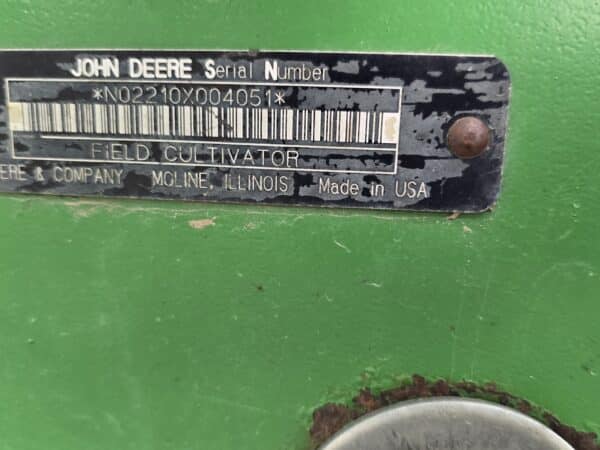 JOHN DEERE Serial Number
*N02210X004051*
FIELD CULTIVATOR
ERE & COMPANY MOLINE, ILLINOIS Made in USA